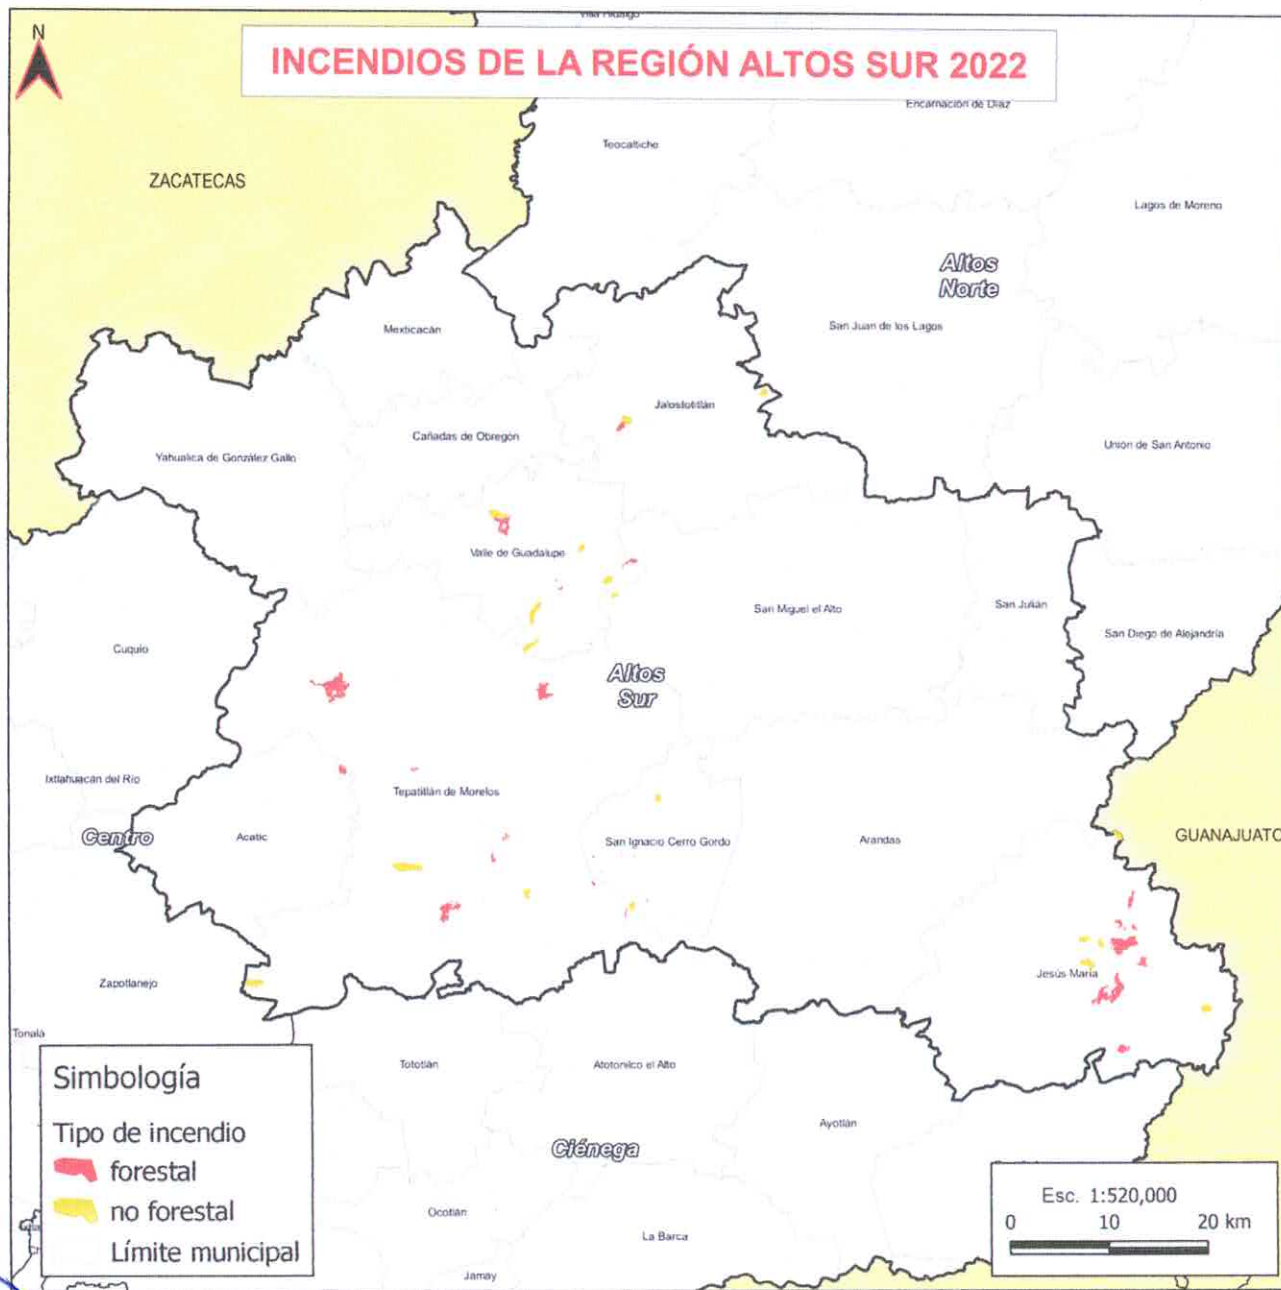 N
INCENDIOS DE LA REGIÓN ALTOS SUR 2022
Villa Hidalgo
Encarnación de Díaz
Teocaltiche
ZACATECAS
Lagos de Moreno
Altos
Norte
San Juan de los Lagos
Mexticacán
Jalostotitlán
Cañadas de Obregón
Unión de San Antonio
Yahualica de González Gallo
Valle de Guadalupe
San Miguel el Alto
San Julián
San Diego de Alejandría
Cuquío
Altos
Sur
Ixtlahuacán del Río
Tepatitlán de Morelos
Centro
Acatic
San Ignacio Cerro Gordo
Arandas
GUANAJUATO
Jesús María
Zapotlanejo
Tonalá
Tototlán
Atotonilco el Alto
Ayotlán
Ciénega
Ocotlán
La Barca
Jamay
Simbología
Tipo de incendio
forestal
no forestal
Límite municipal
Esc. 1:520,000
0 10 20 km